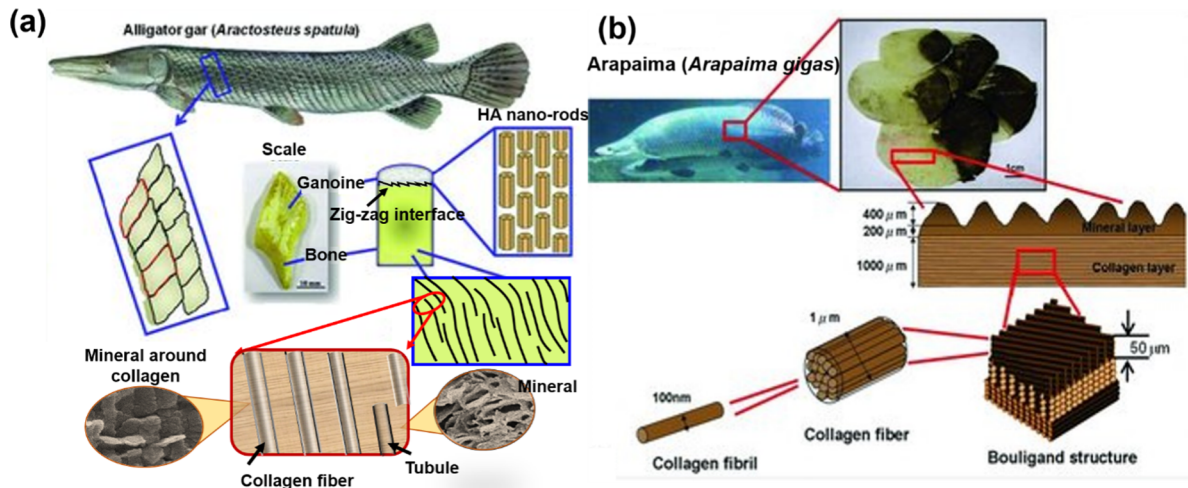 (a)
Alligator gar (Aractosteus spatula)
HA nano-rods
Scale
Ganoine
Zig-zag interface
Bone
10 mm
Mineral around
collagen
Mineral
Tubule
Collagen fiber
(b)
Arapaima (Arapaima gigas)
1cm
400 μm
200 μm
Mineral layer
1000 μm
Collagen layer
1 μm
50 μm
100nm
Collagen fiber
Collagen fibril
Bouligand structure